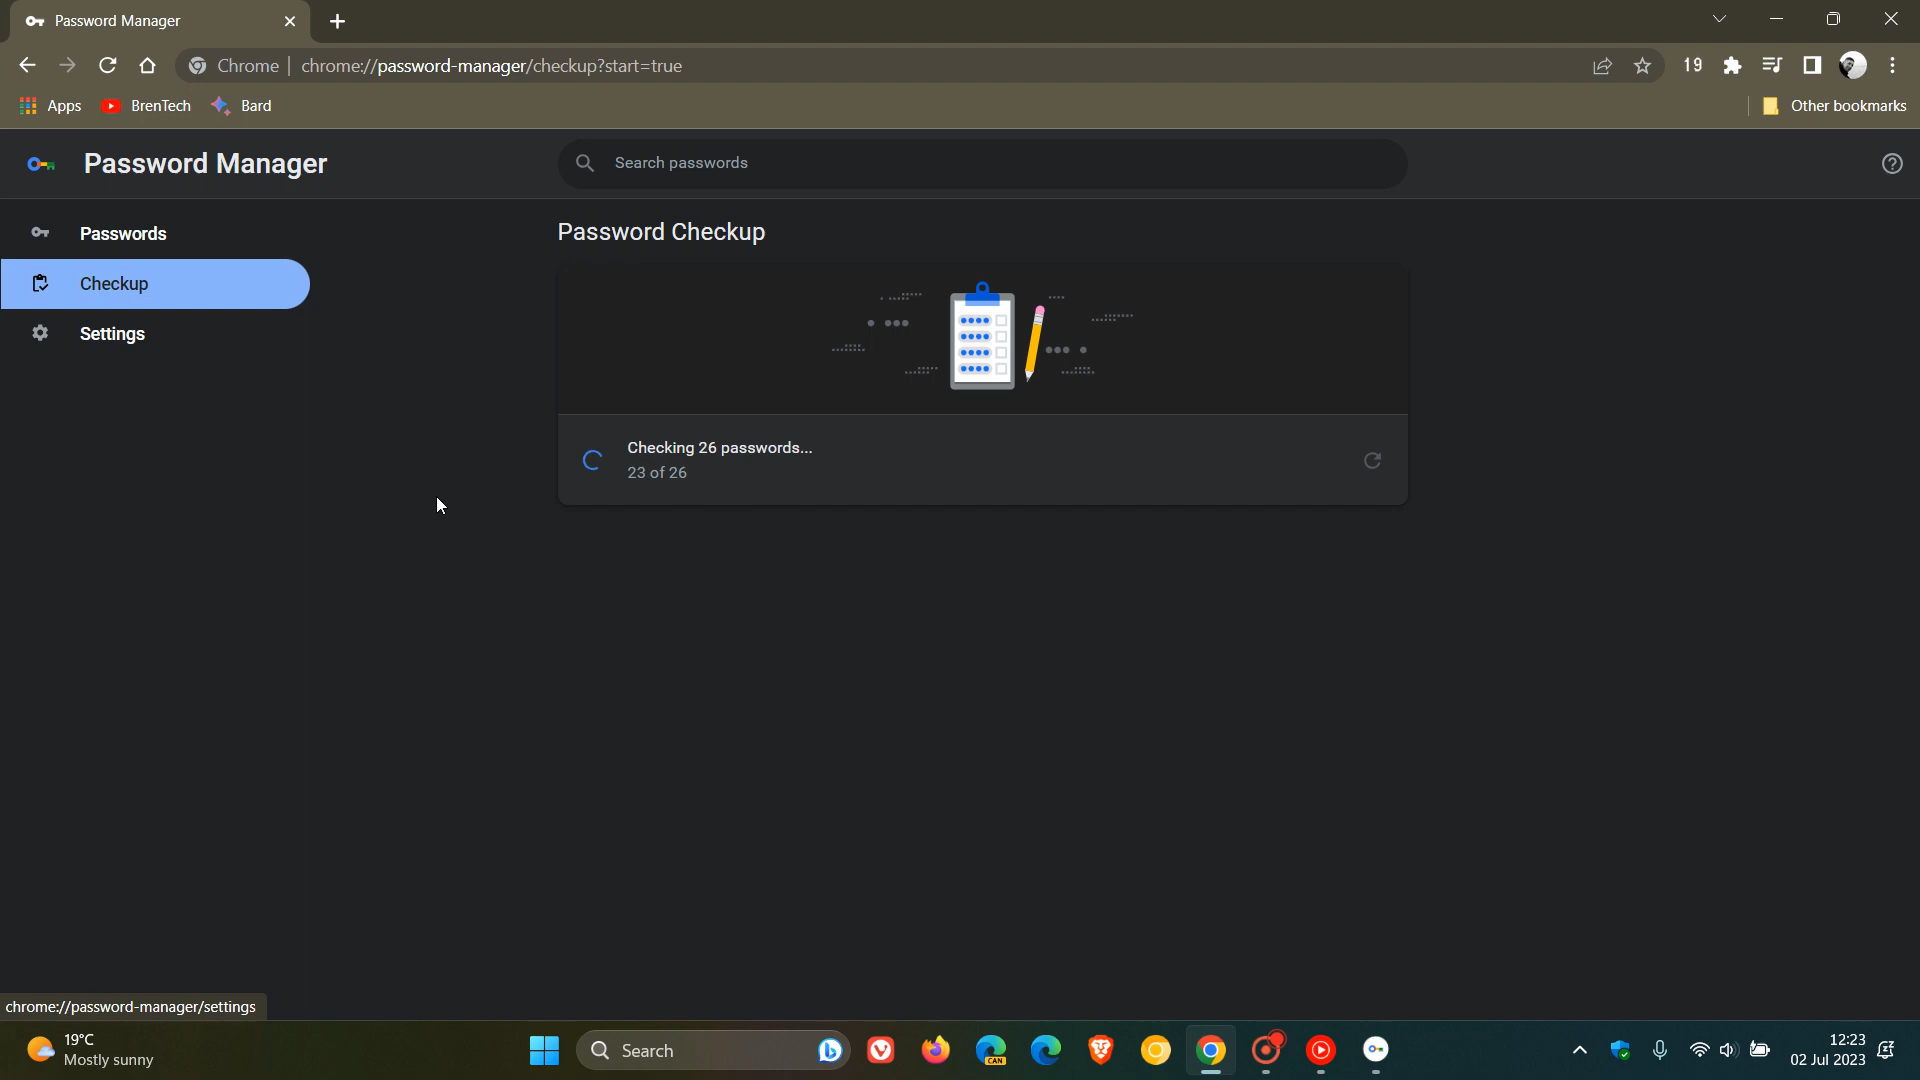 Password Manager
Chrome | chrome://password-manager/checkup?start=true
19
Apps
BrenTech
Bard
Other bookmarks
Password Manager
Search passwords
Passwords
Checkup
Settings
Password Checkup
Checking 26 passwords...
23 of 26
chrome://password-manager/settings
19°C
Mostly sunny
Search
CAN
12:23
02 Jul 2023